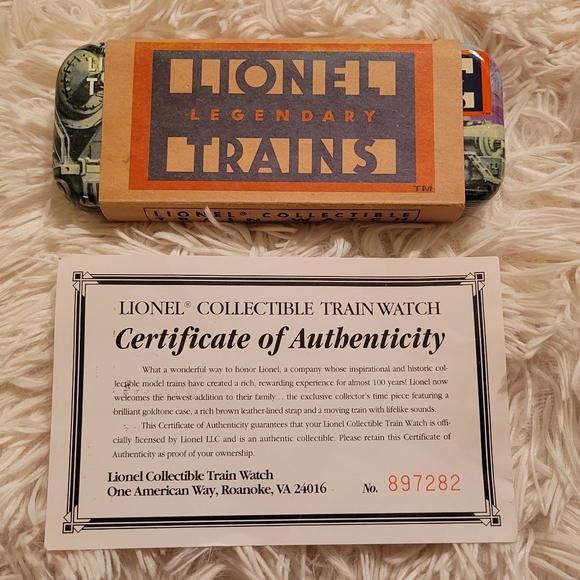 LIONEL
LEGENDARY
TRAINS
TM
LIONEL® COLLECTIBLE
LIONEL® COLLECTIBLE TRAIN WATCH
Certificate of Authenticity
What a wonderful way to honor Lionel, a company whose inspirational and historic col-
lectible model trains have created a rich, rewarding experience for almost 100 years! Lionel now
welcomes the newest addition to their family... the exclusive collector's time piece featuring a
brilliant goldtone case, a rich brown leather-lined strap and a moving train with lifelike sounds.
This Certificate of Authenticity guarantees that your Lionel Collectible Train Watch is offi-
cially licensed by Lionel LLC and is an authentic collectible. Please retain this Certificate of
Authenticity as proof of your ownership.
Lionel Collectible Train Watch
One American Way, Roanoke, VA 24016
No. 897282